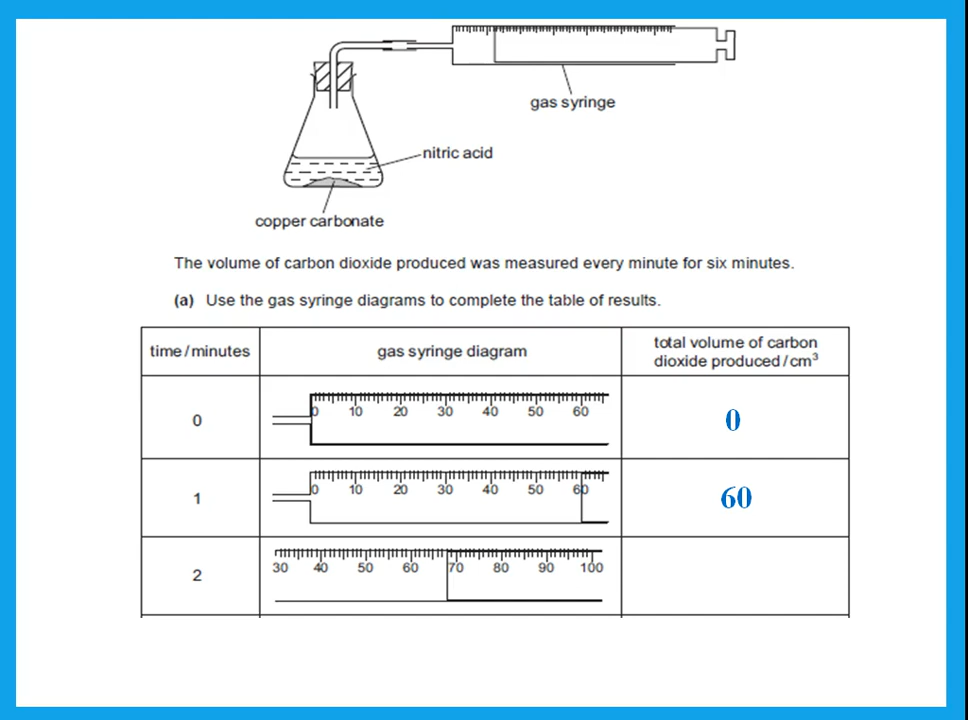 gas syringe
nitric acid
copper carbonate
The volume of carbon dioxide produced was measured every minute for six minutes.
(a) Use the gas syringe diagrams to complete the table of results.
time/minutes gas syringe diagram total volume of carbon
dioxide produced/cm³
0 0 10 20 30 40 50 60 0
1 0 10 20 30 40 50 60 60
2 30 40 50 60 70 80 90 100